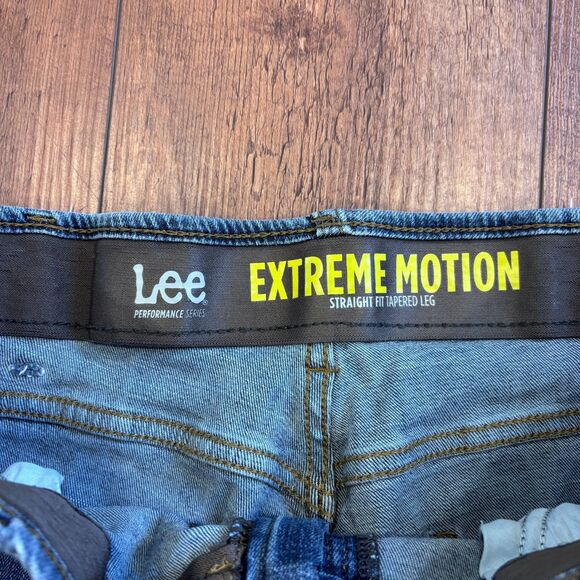 Lee
PERFORMANCE SERIES
EXTREME MOTION
STRAIGHT FIT TAPERED LEG